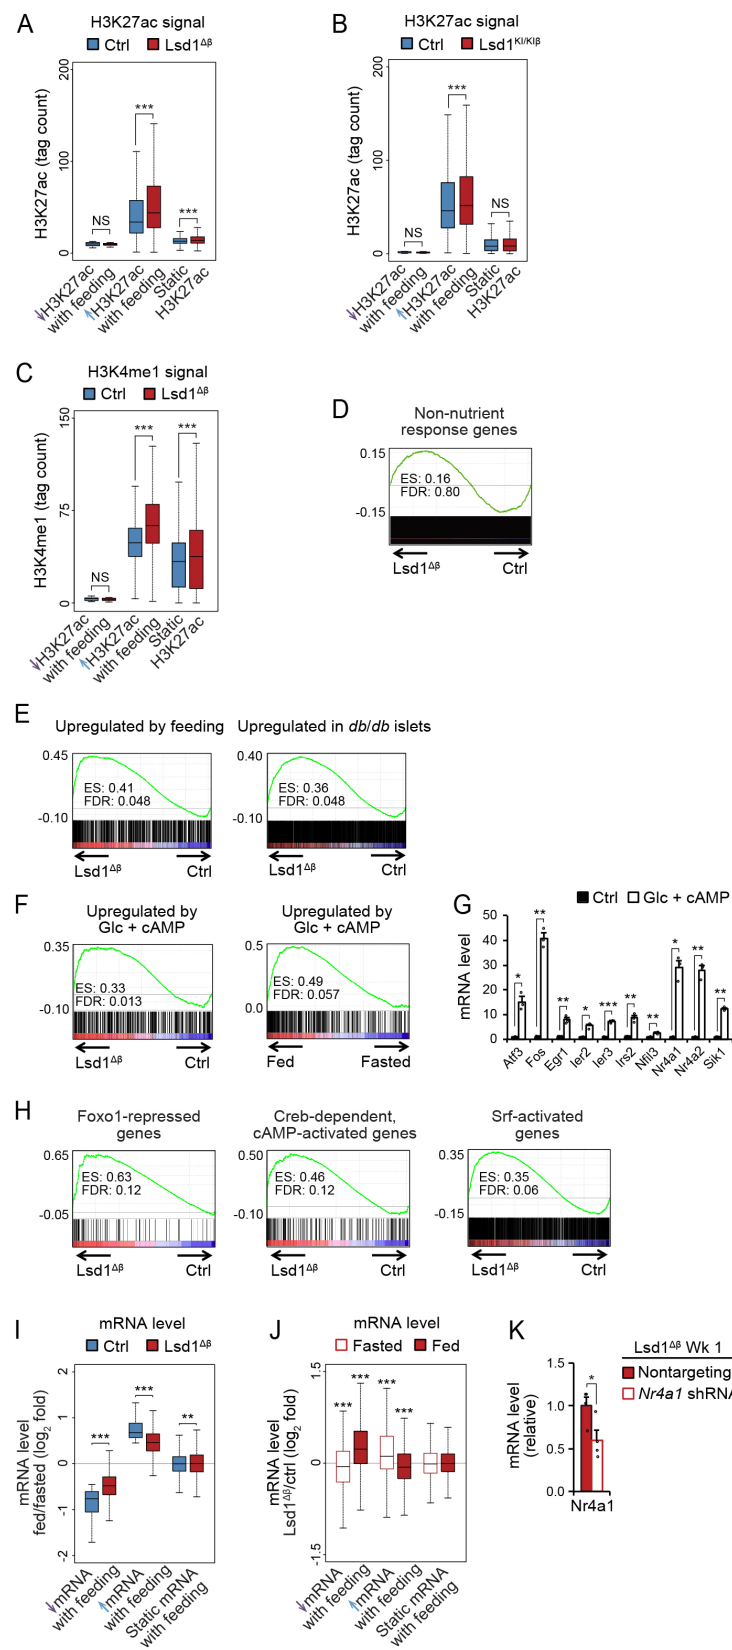 A
H3K27ac signal
Ctrl Lsd1Δβ
H3K27ac (tag count)
200
100
0
NS
***
***
↓H3K27ac
with feeding
↑H3K27ac
with feeding
Static
H3K27ac
B
H3K27ac signal
Ctrl Lsd1KI/KIβ
H3K27ac (tag count)
200
100
0
NS
***
NS
↓H3K27ac
with feeding
↑H3K27ac
with feeding
Static
H3K27ac
C
H3K4me1 signal
Ctrl Lsd1Δβ
H3K4me1 (tag count)
150
75
0
NS
***
***
↓H3K27ac
with feeding
↑H3K27ac
with feeding
Static
H3K27ac
D
Non-nutrient
response genes
0.15
-0.15
ES: 0.16
FDR: 0.80
Lsd1Δβ Ctrl
E
Upregulated by feeding
0.45
-0.10
ES: 0.41
FDR: 0.048
Lsd1Δβ Ctrl
Upregulated in db/db islets
0.40
-0.10
ES: 0.36
FDR: 0.048
Lsd1Δβ Ctrl
F
Upregulated by
Glc + cAMP
0.35
-0.10
ES: 0.33
FDR: 0.013
Lsd1Δβ Ctrl
Upregulated by
Glc + cAMP
0.5
0.0
ES: 0.49
FDR: 0.057
Fed Fasted
G
Ctrl Glc + cAMP
mRNA level
50
40
30
20
10
0
*
**
**
*
***
**
**
*
**
**
Atf3
Fos
Egr1
Ier2
Ier3
Irs2
Nfil3
Nr4a1
Nr4a2
Sik1
H
Foxo1-repressed
genes
0.65
-0.05
ES: 0.63
FDR: 0.12
Lsd1Δβ Ctrl
Creb-dependent,
cAMP-activated genes
0.50
-0.10
ES: 0.46
FDR: 0.12
Lsd1Δβ Ctrl
Srf-activated
genes
0.35
-0.15
ES: 0.35
FDR: 0.06
Lsd1Δβ Ctrl
I
mRNA level
Ctrl Lsd1Δβ
mRNA level
fed/fasted (log2 fold)
2
1
0
-1
-2
***
***
**
↓mRNA
with feeding
↑mRNA
with feeding
Static mRNA
with feeding
J
mRNA level
Fasted Fed
mRNA level
Lsd1Δβ/ctrl (log2 fold)
1.5
0
-1.5
***
***
***
***
↓mRNA
with feeding
↑mRNA
with feeding
Static mRNA
with feeding
K
Lsd1Δβ Wk 1
Nontargeting
Nr4a1 shRNA
mRNA level
(relative)
1.5
1.0
0.5
0.0
*
Nr4a1